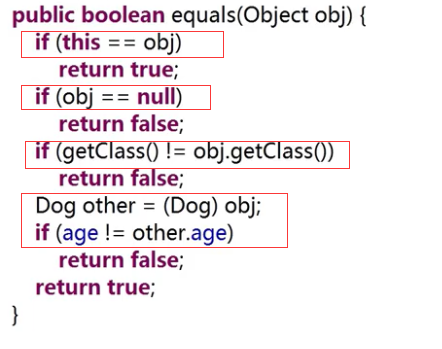 public boolean equals(Object obj) {
if (this == obj)
return true;
if (obj == null)
return false;
if (getClass() != obj.getClass())
return false;
Dog other = (Dog) obj;
if (age != other.age)
return false;
return true;
}